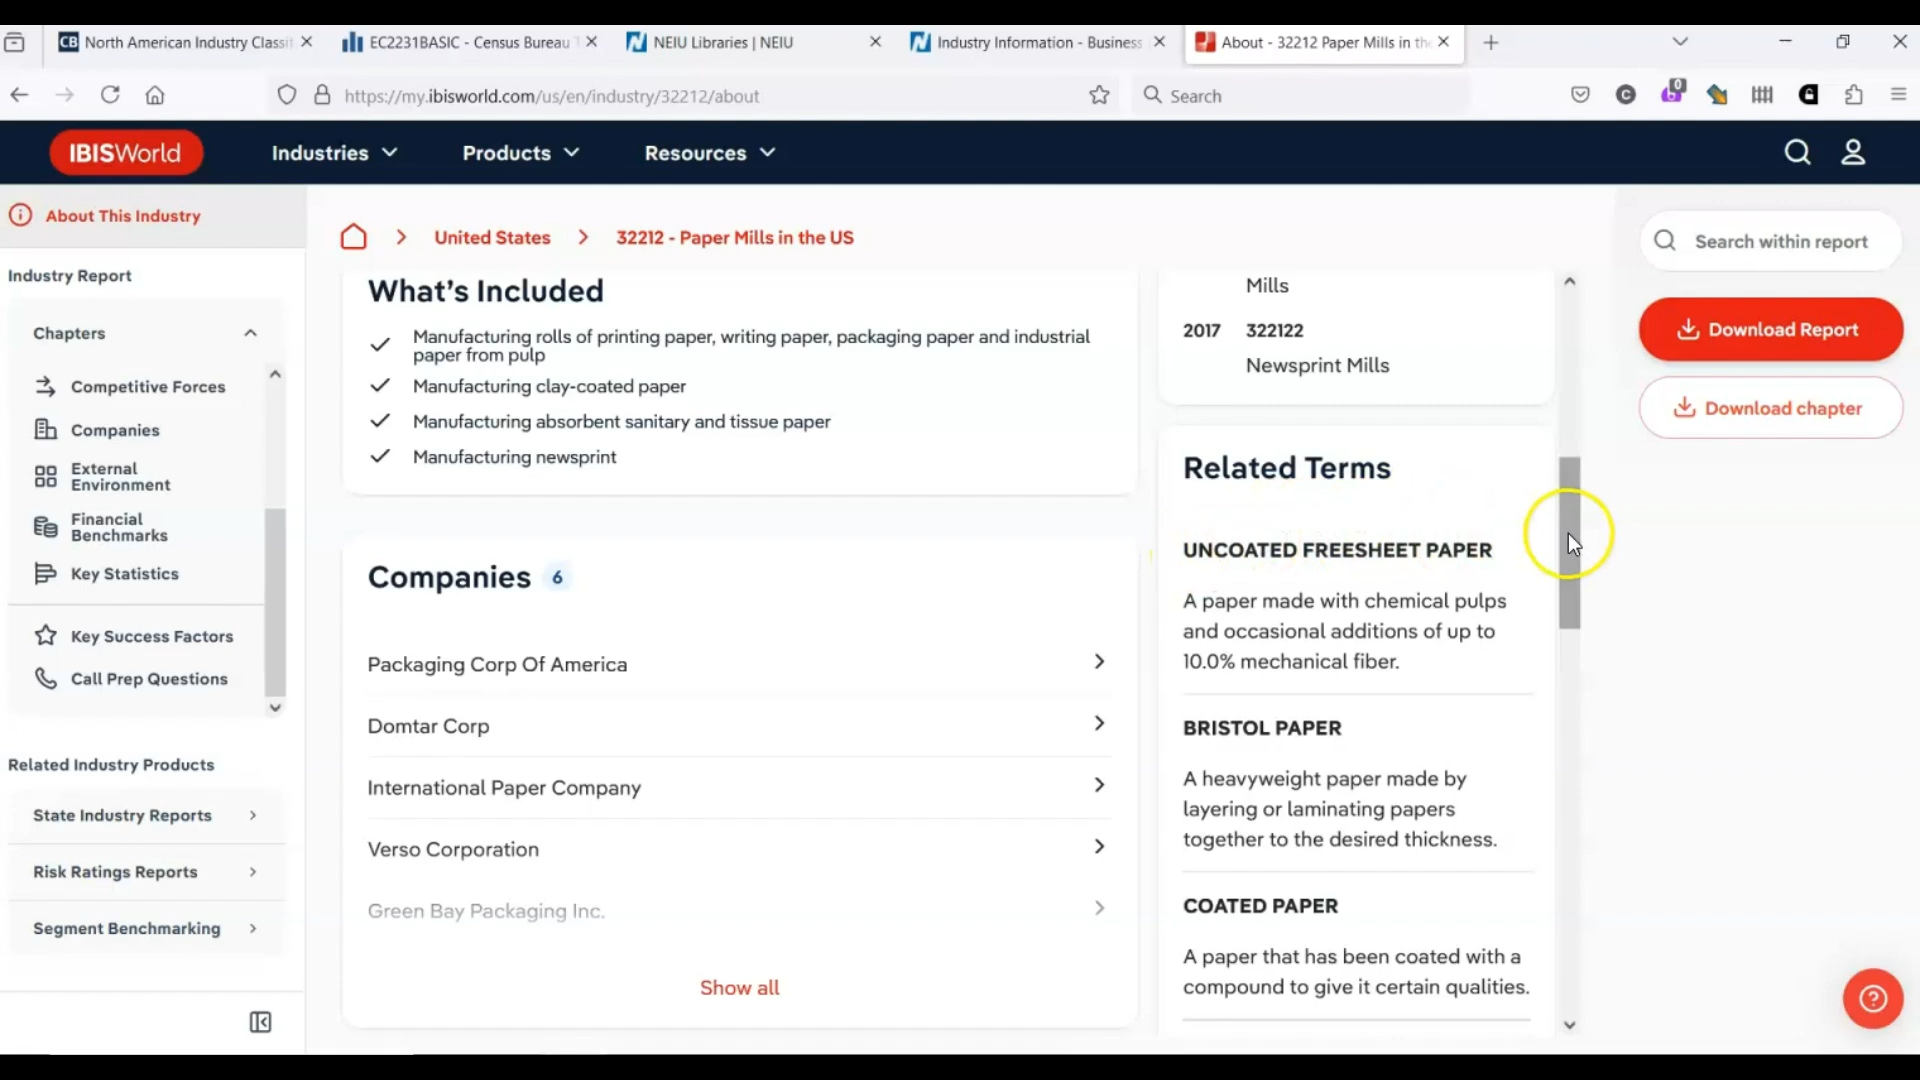 CB North American Industry Classif
EC2231BASIC - Census Bureau
NEIU Libraries | NEIU
Industry Information - Business
About - 32212 Paper Mills in the
https://my.ibisworld.com/us/en/industry/32212/about
Search
0
IBISWorld
Industries
Products
Resources
About This Industry
Industry Report
Chapters
Competitive Forces
Companies
External
Environment
Financial
Benchmarks
Key Statistics
Key Success Factors
Call Prep Questions
Related Industry Products
State Industry Reports
Risk Ratings Reports
Segment Benchmarking
United States
32212 - Paper Mills in the US
What's Included
Manufacturing rolls of printing paper, writing paper, packaging paper and industrial
paper from pulp
Manufacturing clay-coated paper
Manufacturing absorbent sanitary and tissue paper
Manufacturing newsprint
Companies 6
Packaging Corp Of America
Domtar Corp
International Paper Company
Verso Corporation
Green Bay Packaging Inc.
Show all
Mills
2017 322122
Newsprint Mills
Related Terms
UNCOATED FREESHEET PAPER
A paper made with chemical pulps
and occasional additions of up to
10.0% mechanical fiber.
BRISTOL PAPER
A heavyweight paper made by
layering or laminating papers
together to the desired thickness.
COATED PAPER
A paper that has been coated with a
compound to give it certain qualities.
Search within report
Download Report
Download chapter